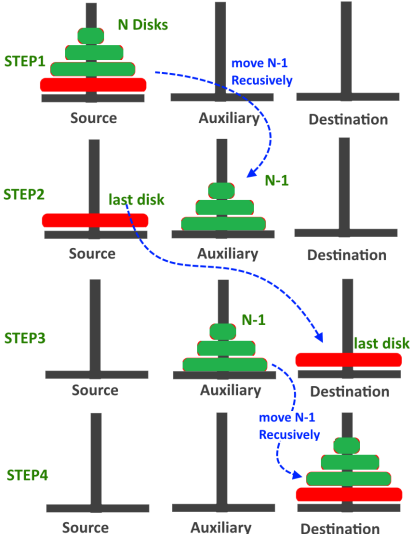 N Disks
STEP1
move N-1
Recusively
Source
Auxiliary
Destination
STEP2
last disk
N-1
Source
Auxiliary
Destination
STEP3
N-1
last disk
Source
Auxiliary
Destination
move N-1
Recusively
STEP4
Source
Auxiliary
Destination